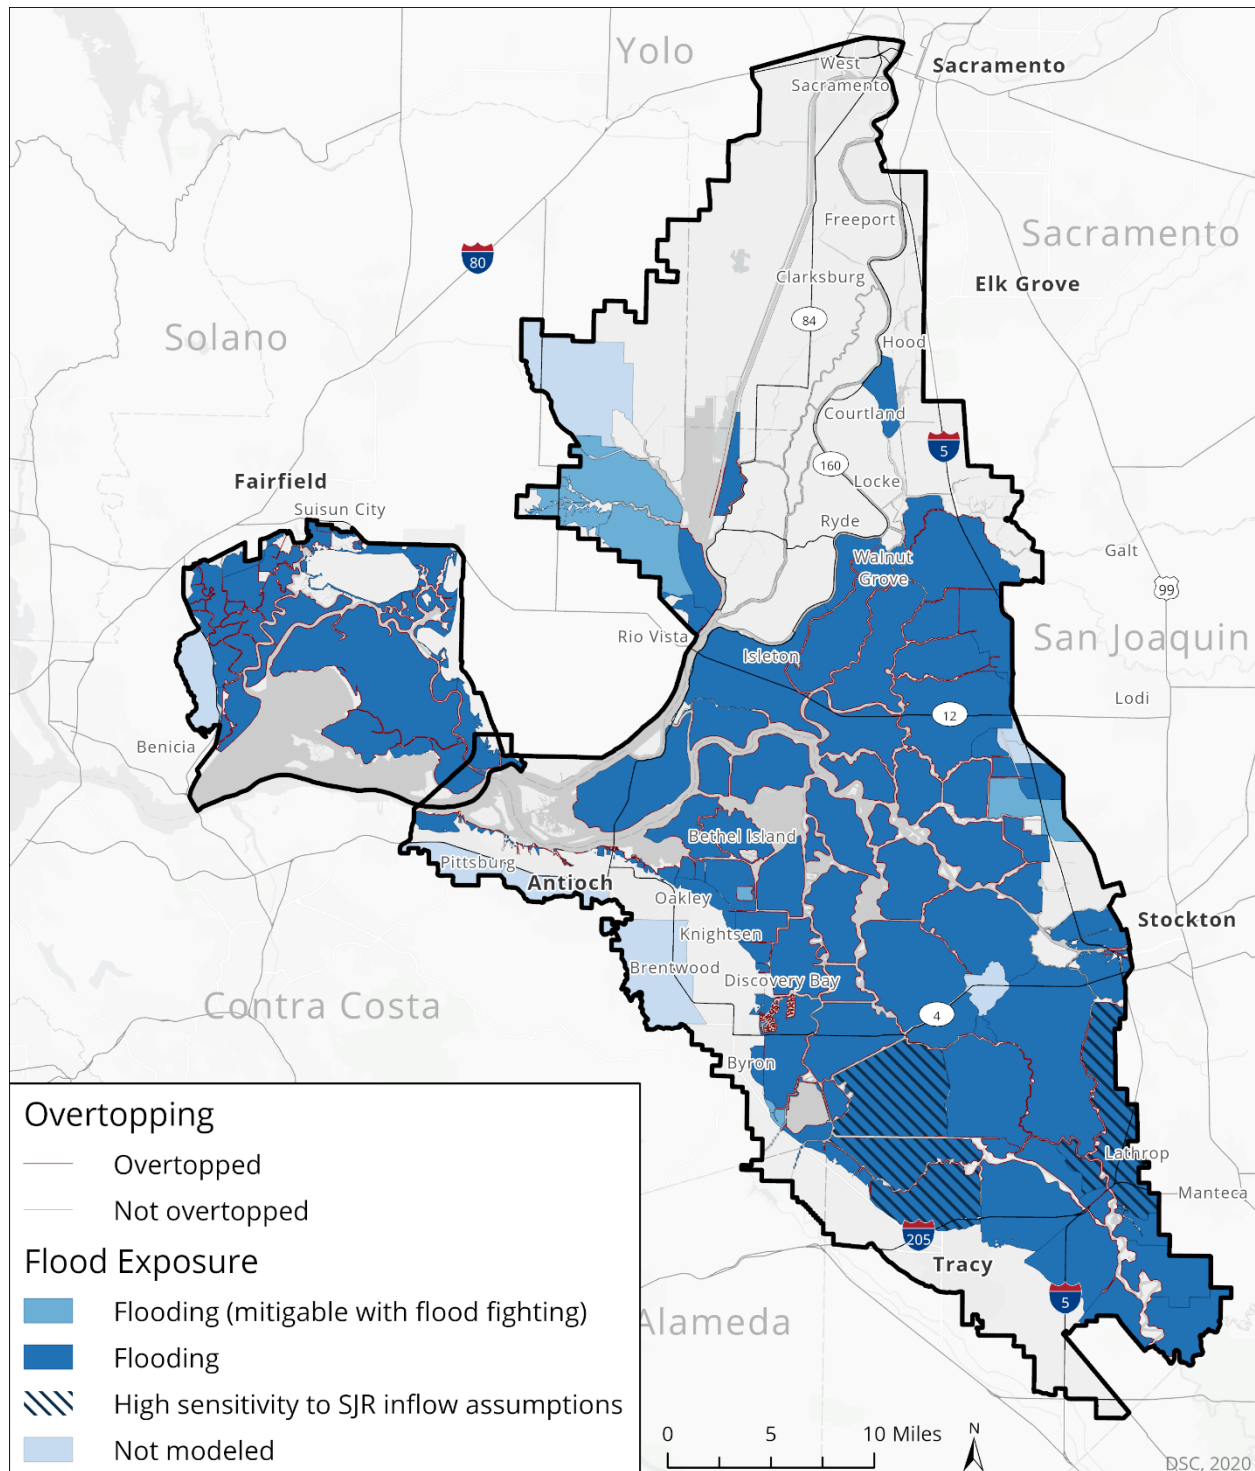 Yolo
West
Sacramento
Sacramento
Freeport
Sacramento
80
Clarksburg
Elk Grove
84
Solano
Hood
Courtland
5
160
Fairfield
Locke
Suisun City
Ryde
Galt
Walnut
Grove
99
Rio Vista
San Joaquin
Isleton
Lodi
12
Benicia
Bethel Island
Pittsburg
Antioch
Oakley
Stockton
Knightsen
Brentwood
Discovery Bay
Contra Costa
4
Byron
Lathrop
Manteca
205
Tracy
5
Alameda
Overtopping
Overtopped
Not overtopped
Flood Exposure
Flooding (mitigable with flood fighting)
Flooding
High sensitivity to SJR inflow assumptions
Not modeled
0 5 10 Miles
N
DSC, 2020